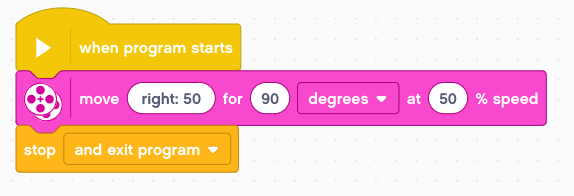 when program starts
move right: 50 for 90 degrees at 50 % speed
stop and exit program